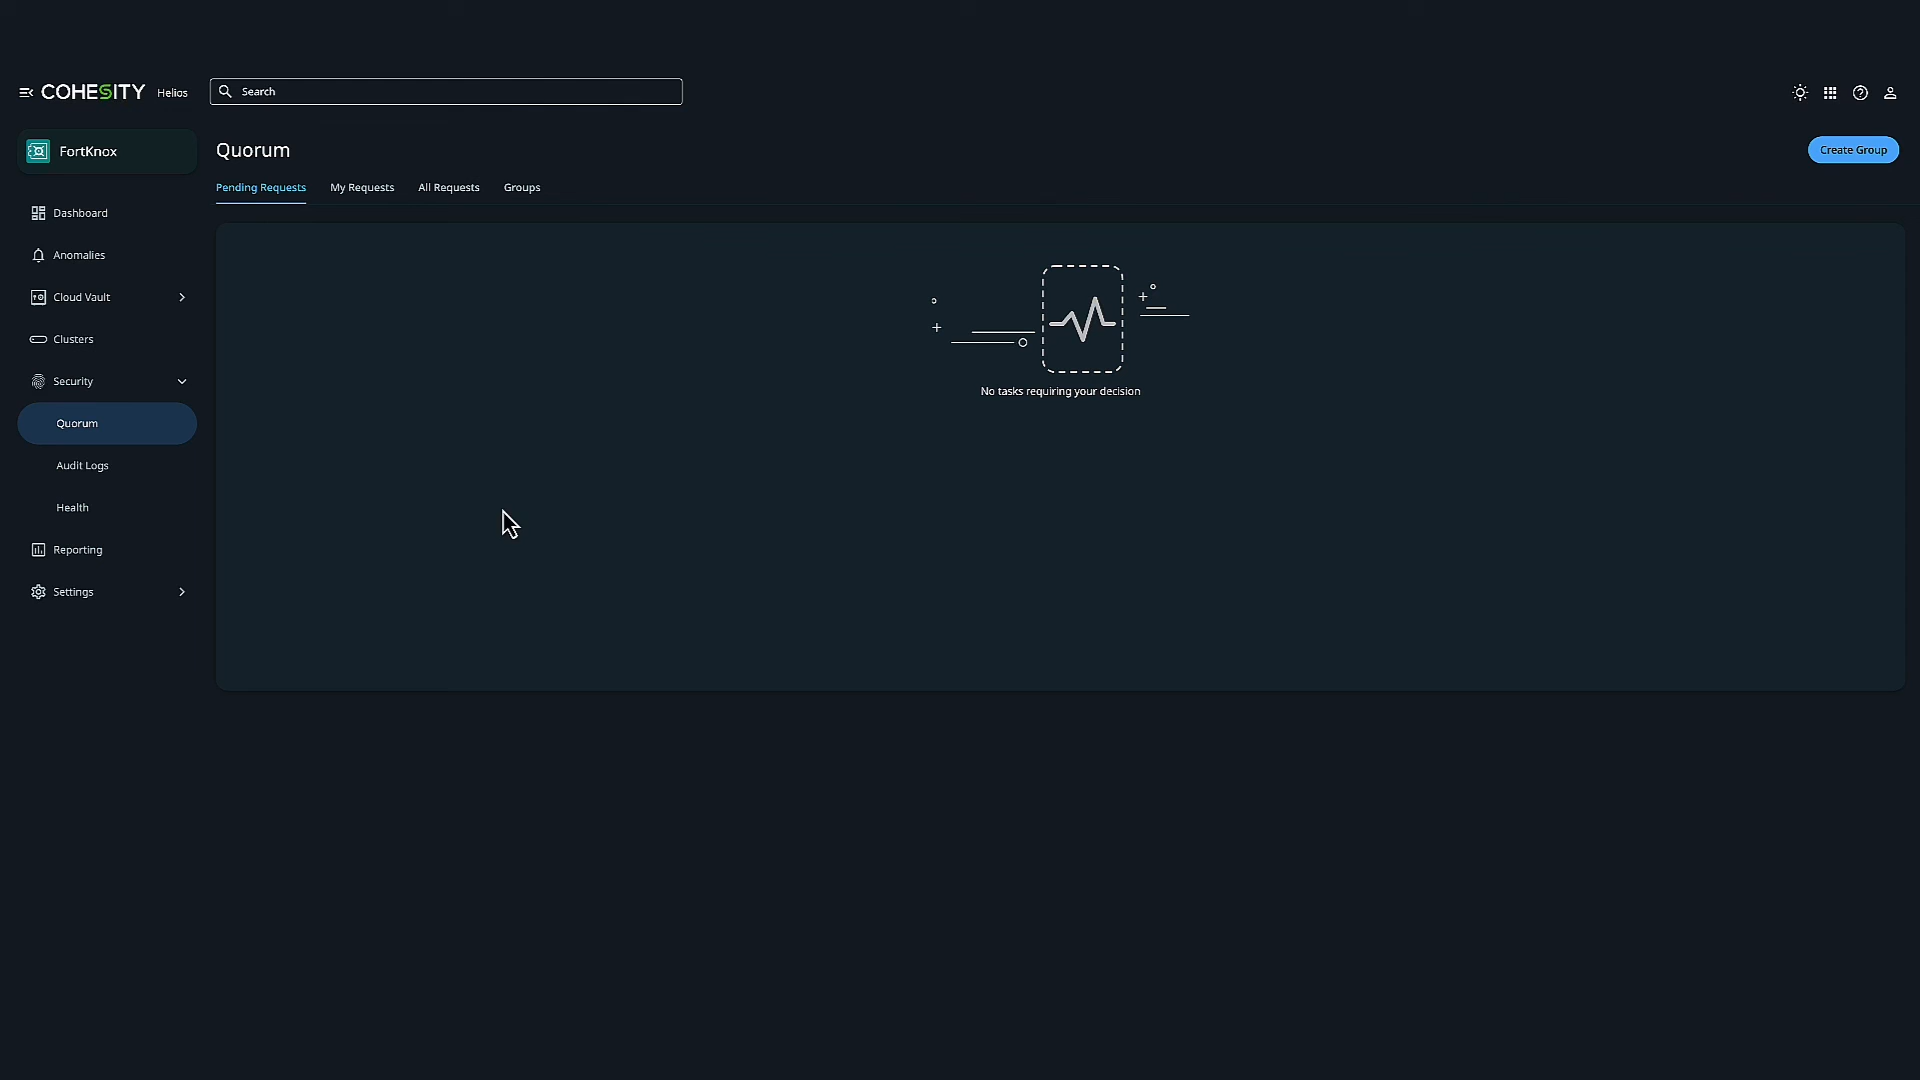 COHESITY Helios
Search
FortKnox
Quorum
Create Group
Pending Requests My Requests All Requests Groups
Dashboard
Anomalies
Cloud Vault
Clusters
Security
Quorum
Audit Logs
Health
Reporting
Settings
No tasks requiring your decision